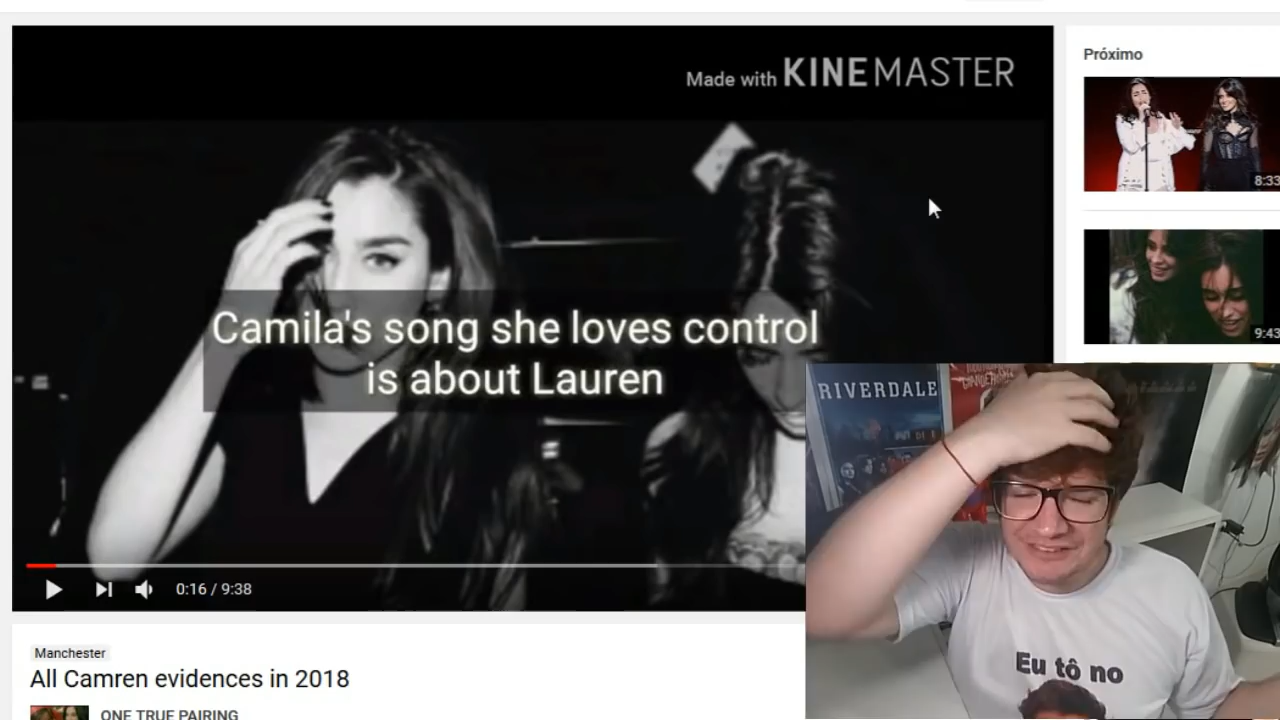 Made with KINEMASTER
Próximo
8:33
9:43
Camila's song she loves control
is about Lauren
RIVERDALE
0:16 / 9:38
Manchester
All Camren evidences in 2018
ONE TRUE PAIRING
Eu tô no